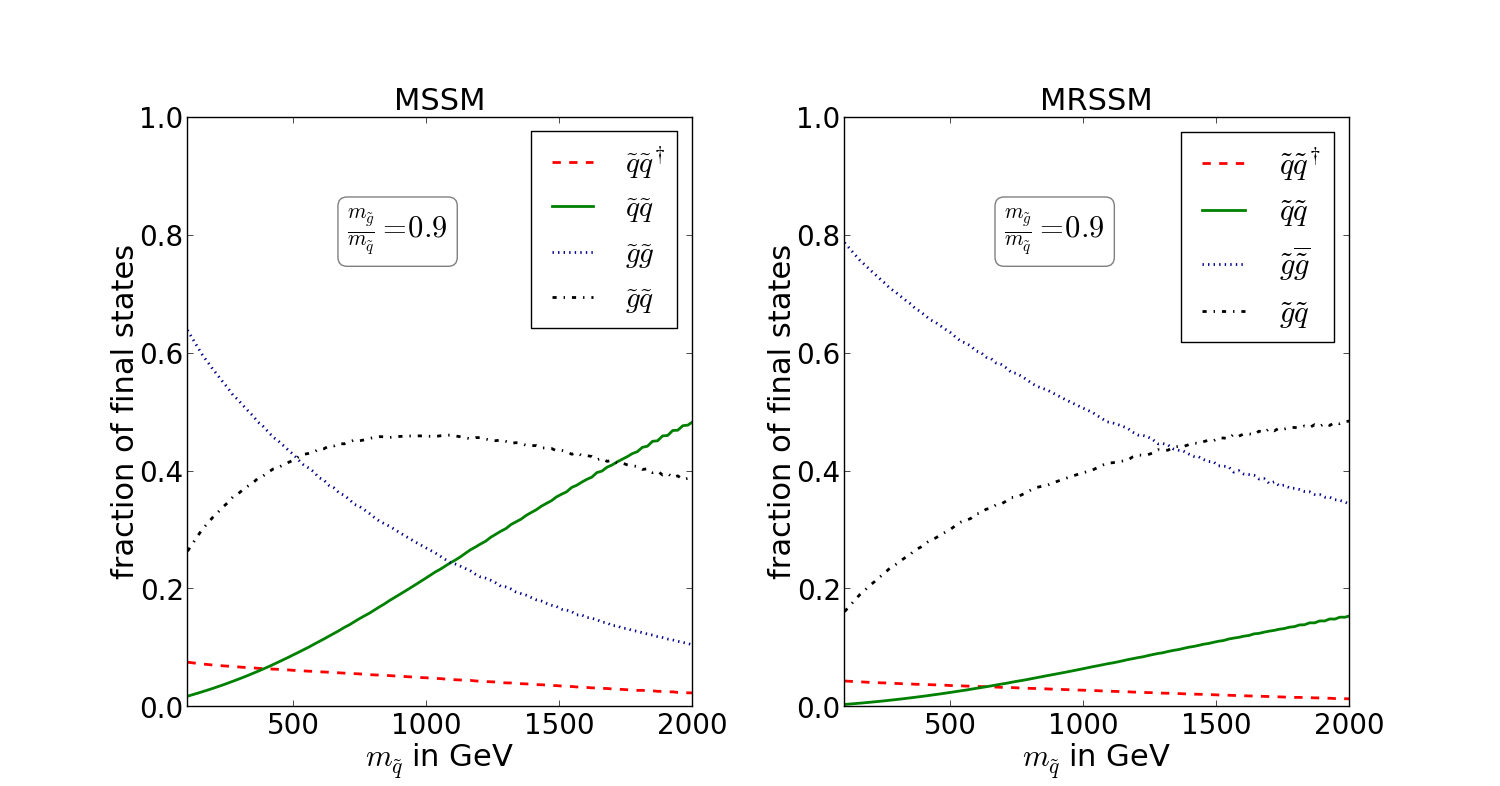 MSSM
1.0
0.8
0.6
0.4
0.2
0.0
fraction of final states
500
1000
1500
2000
m_q̃ in GeV
m_g̃/m_q̃ = 0.9
q̃q̃†
q̃q̃
g̃g̃
g̃q̃
MRSSM
1.0
0.8
0.6
0.4
0.2
0.0
fraction of final states
500
1000
1500
2000
m_q̃ in GeV
m_g̃/m_q̃ = 0.9
q̃q̃†
q̃q̃
g̃g̃̅
g̃q̃